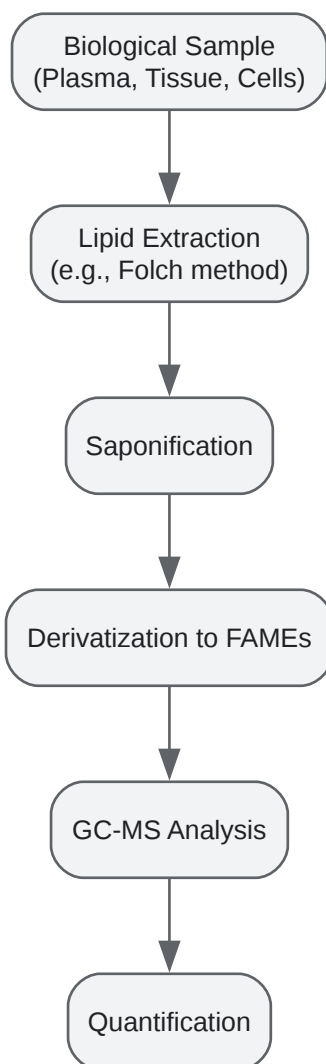 Biological Sample
(Plasma, Tissue, Cells)
Lipid Extraction
(e.g., Folch method)
Saponification
Derivatization to FAMEs
GC-MS Analysis
Quantification